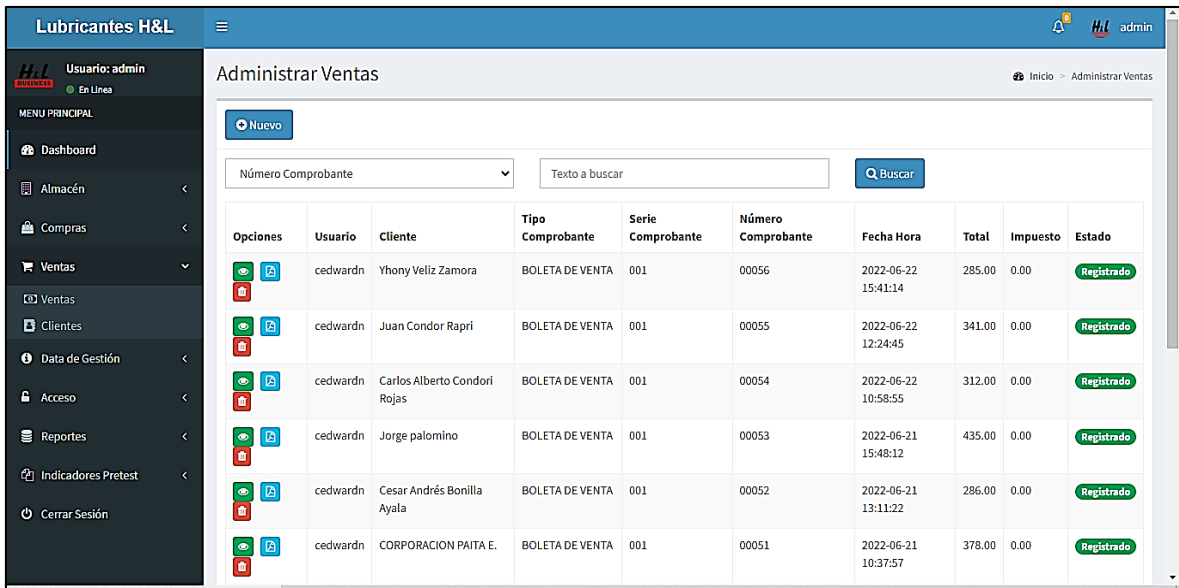 Lubricantes H&L
0
H&L admin
H&L
BUSINESS
Usuario: admin
En Linea
MENU PRINCIPAL
Dashboard
Almacén
Compras
Ventas
Ventas
Clientes
Data de Gestión
Acceso
Reportes
Indicadores Pretest
Cerrar Sesión
Administrar Ventas
Inicio > Administrar Ventas
Nuevo
Número Comprobante
Texto a buscar
Buscar
Opciones Usuario Cliente Tipo Comprobante Serie Comprobante Número Comprobante Fecha Hora Total Impuesto Estado
cedwardn Yhony Veliz Zamora BOLETA DE VENTA 001 00056 2022-06-22 285.00 0.00 Registrado
15:41:14
cedwardn Juan Condor Rapri BOLETA DE VENTA 001 00055 2022-06-22 341.00 0.00 Registrado
12:24:45
cedwardn Carlos Alberto Condori BOLETA DE VENTA 001 00054 2022-06-22 312.00 0.00 Registrado
Rojas 10:58:55
cedwardn Jorge palomino BOLETA DE VENTA 001 00053 2022-06-21 435.00 0.00 Registrado
15:48:12
cedwardn Cesar Andrés Bonilla BOLETA DE VENTA 001 00052 2022-06-21 286.00 0.00 Registrado
Ayala 13:11:22
cedwardn CORPORACION PAITA E. BOLETA DE VENTA 001 00051 2022-06-21 378.00 0.00 Registrado
10:37:57